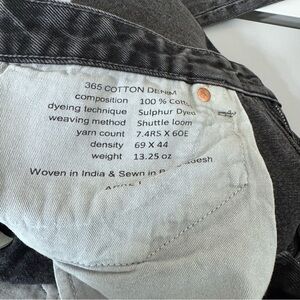 365 COTTON DENIM
composition 100 % Cotto
dyeing technique Sulphur Dyed
weaving method Shuttle loom
yarn count 7.4RS X 60E
density 69 X 44
weight 13.25 oz
Woven in India & Sewn in